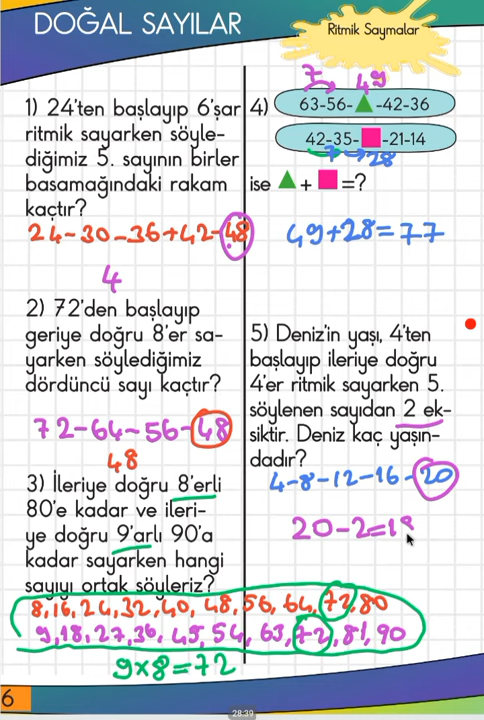 DOĞAL SAYILAR
Ritmik Saymalar
1) 24'ten başlayıp 6'şar
ritmik sayarken söyle-
diğimiz 5. sayının birler
basamağındaki rakam
kaçtır?
24-30-36+42-48
4
2) 72'den başlayıp
geriye doğru 8'er sa-
yarken söylediğimiz
dördüncü sayı kaçtır?
72-64-56-48
48
3) İleriye doğru 8'erli
80'e kadar ve ileri-
ye doğru 9'arlı 90'a
kadar sayarken hangi
sayıyı ortak söyleriz?
8,16,24,32,40,48,56,64,72,80
9,18,27,36,45,54,63,72,81,90
9x8=72
4)
7 49
63-56-▲-42-36
42-35-■-21-14
7 28
ise ▲+■=?
49+28=77
5) Deniz'in yaşı, 4'ten
başlayıp ileriye doğru
4'er ritmik sayarken 5.
söylenen sayıdan 2 ek-
siktir. Deniz kaç yaşın-
dadır?
4-8-12-16-20
20-2=18
6
28:39